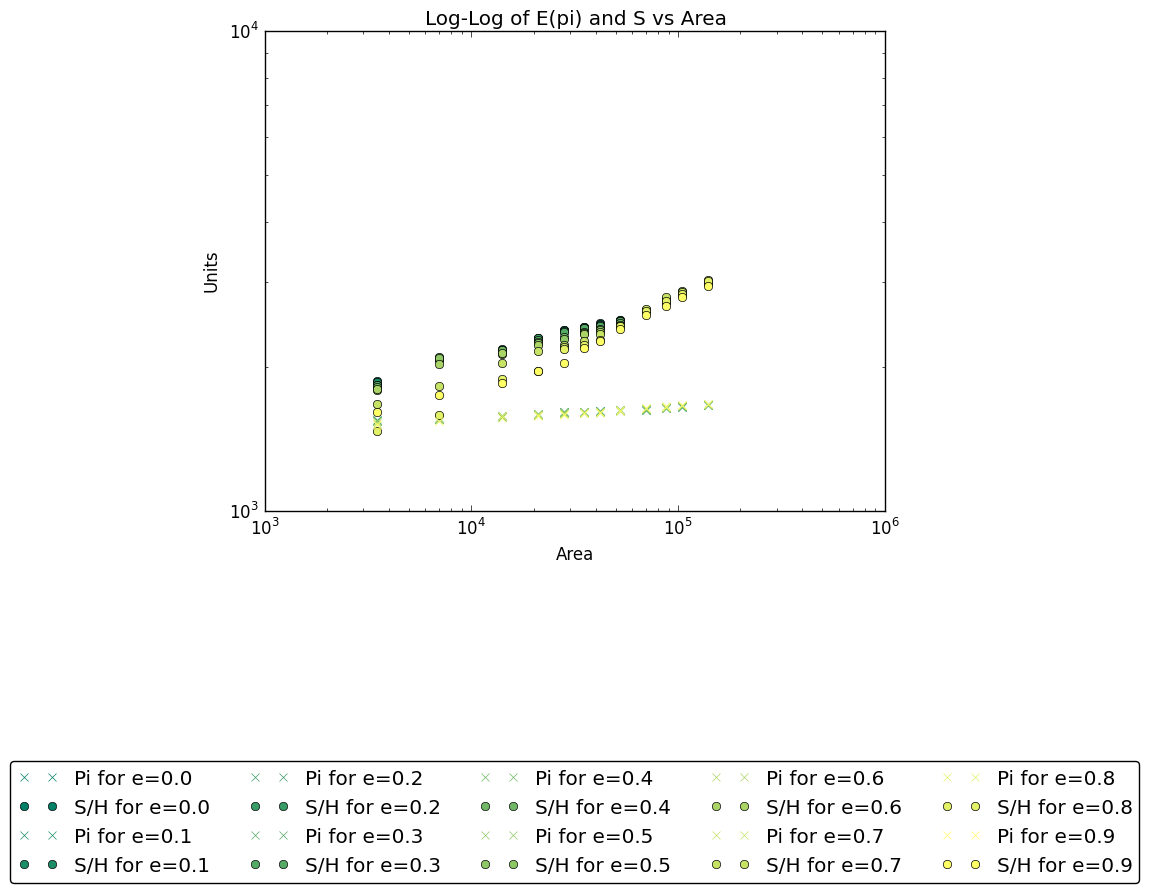 Log-Log of E(pi) and S vs Area
10^4
Units
10^3
10^3 10^4 10^5 10^6
Area
Pi for e=0.0 Pi for e=0.2 Pi for e=0.4 Pi for e=0.6 Pi for e=0.8
S/H for e=0.0 S/H for e=0.2 S/H for e=0.4 S/H for e=0.6 S/H for e=0.8
Pi for e=0.1 Pi for e=0.3 Pi for e=0.5 Pi for e=0.7 Pi for e=0.9
S/H for e=0.1 S/H for e=0.3 S/H for e=0.5 S/H for e=0.7 S/H for e=0.9